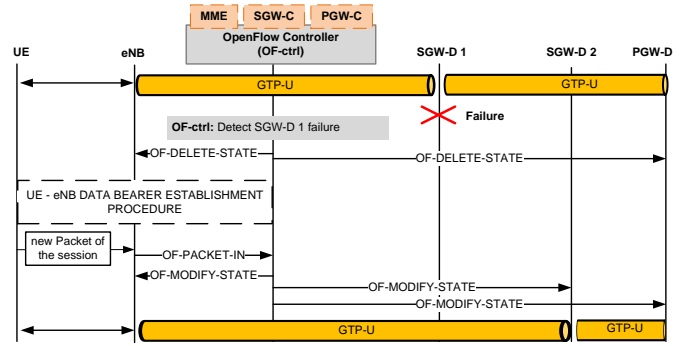 MME SGW-C PGW-C
OpenFlow Controller
(OF-ctrl)
UE eNB SGW-D 1 SGW-D 2 PGW-D
GTP-U GTP-U
Failure
OF-ctrl: Detect SGW-D 1 failure
OF-DELETE-STATE OF-DELETE-STATE
UE - eNB DATA BEARER ESTABLISHMENT
PROCEDURE
new Packet of
the session
OF-PACKET-IN
OF-MODIFY-STATE
OF-MODIFY-STATE
OF-MODIFY-STATE
GTP-U GTP-U